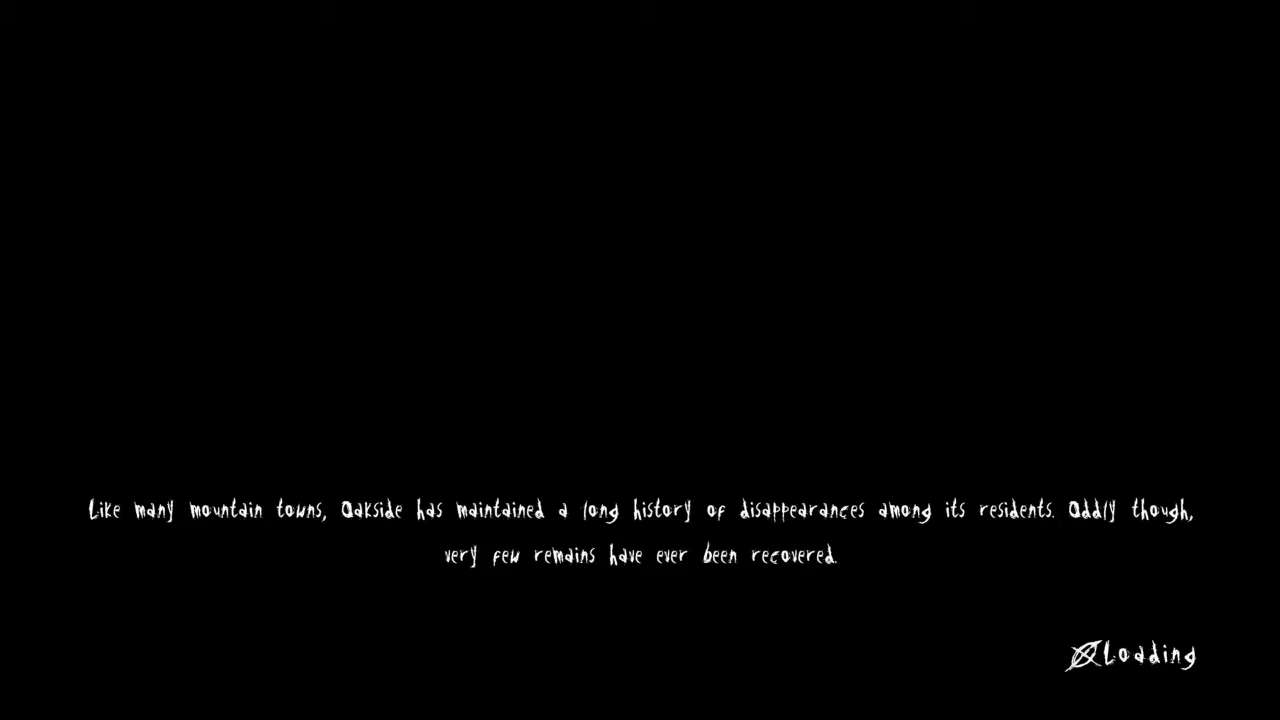 Like many mountain towns, Oakside has maintained a long history of disappearances among its residents. Oddly though,
very few remains have ever been recovered.
Loading